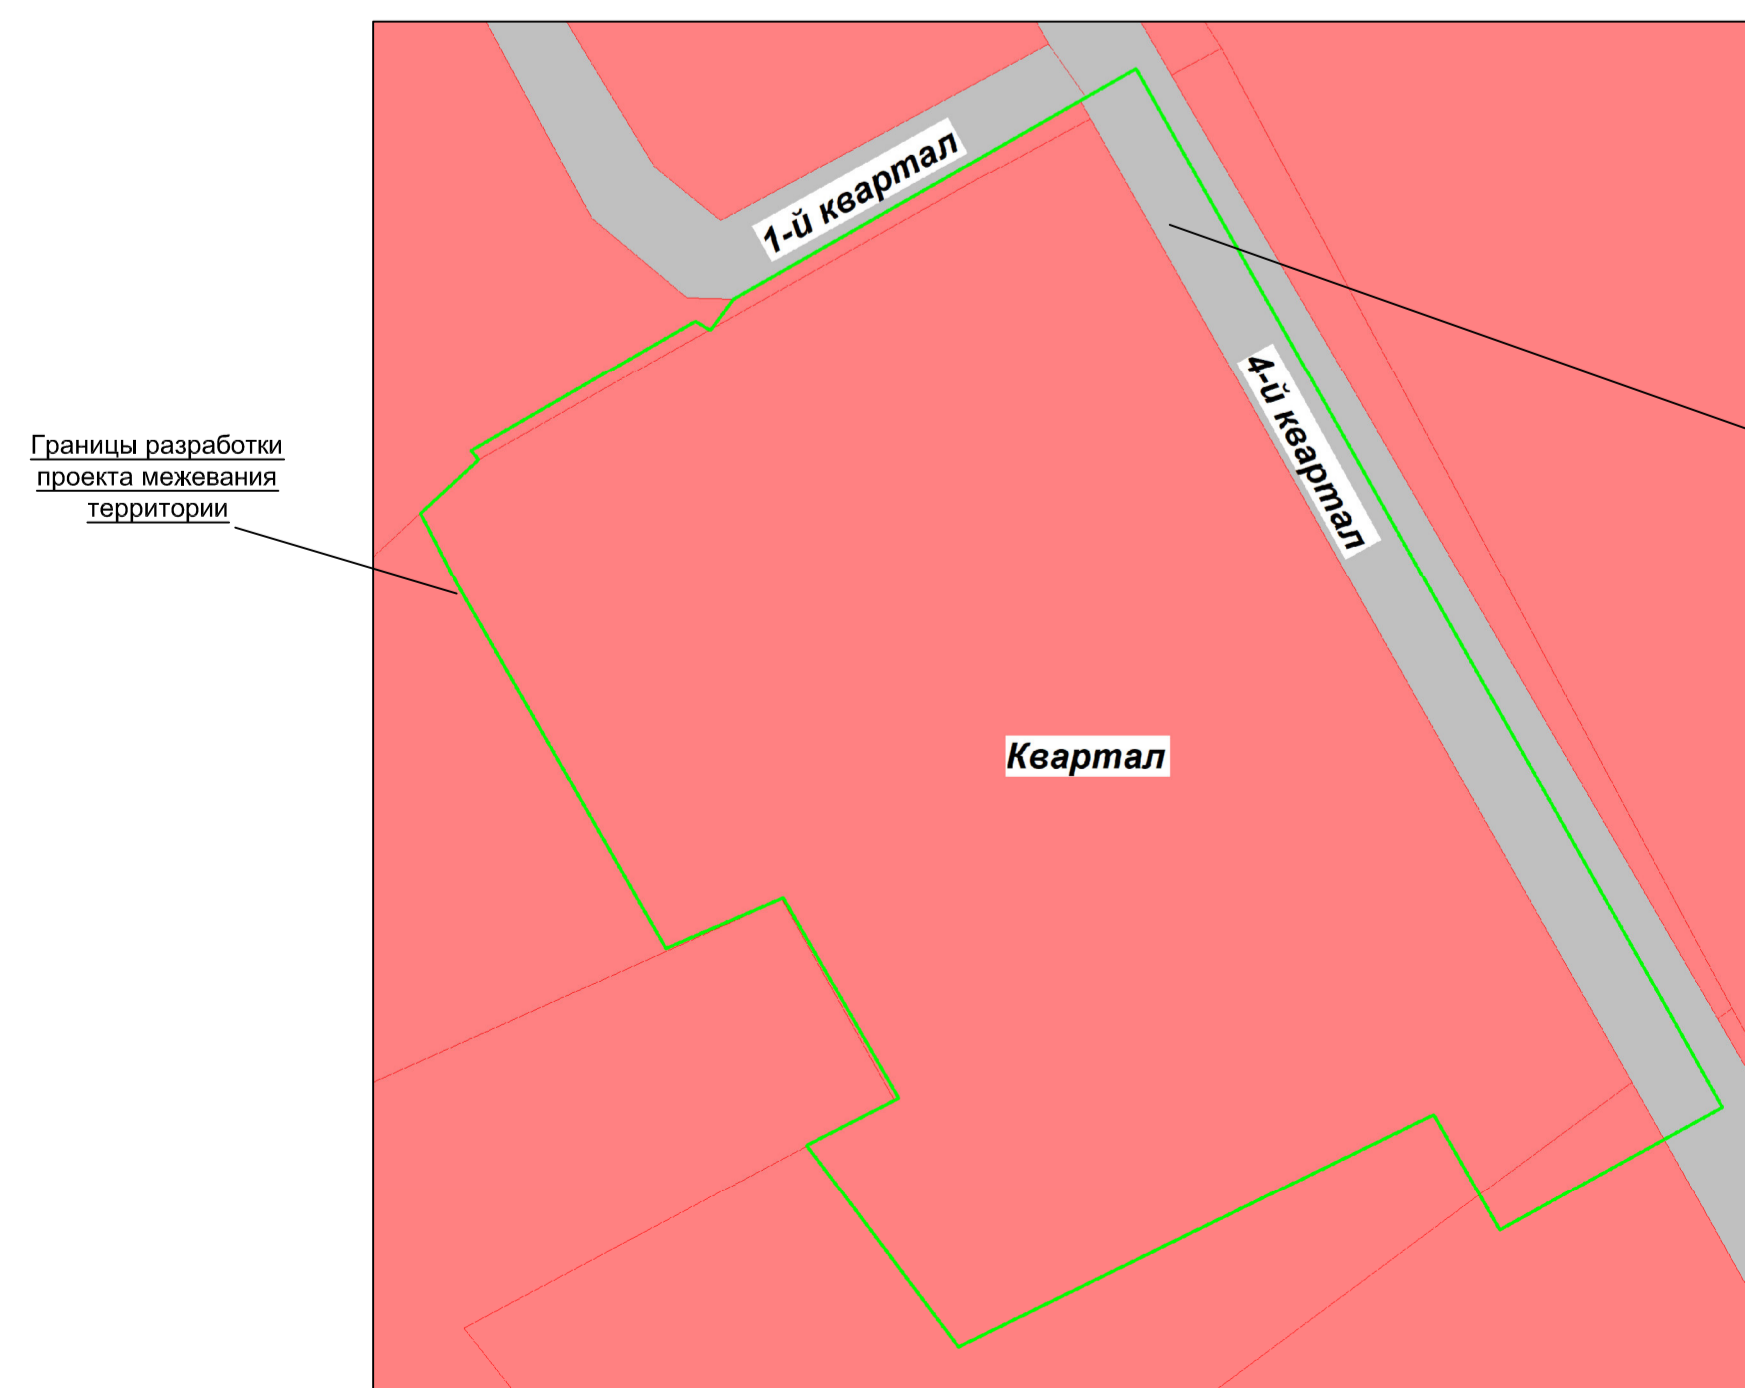 1-й квартал
4-й квартал
Границы разработки
проекта межевания
территории
Квартал